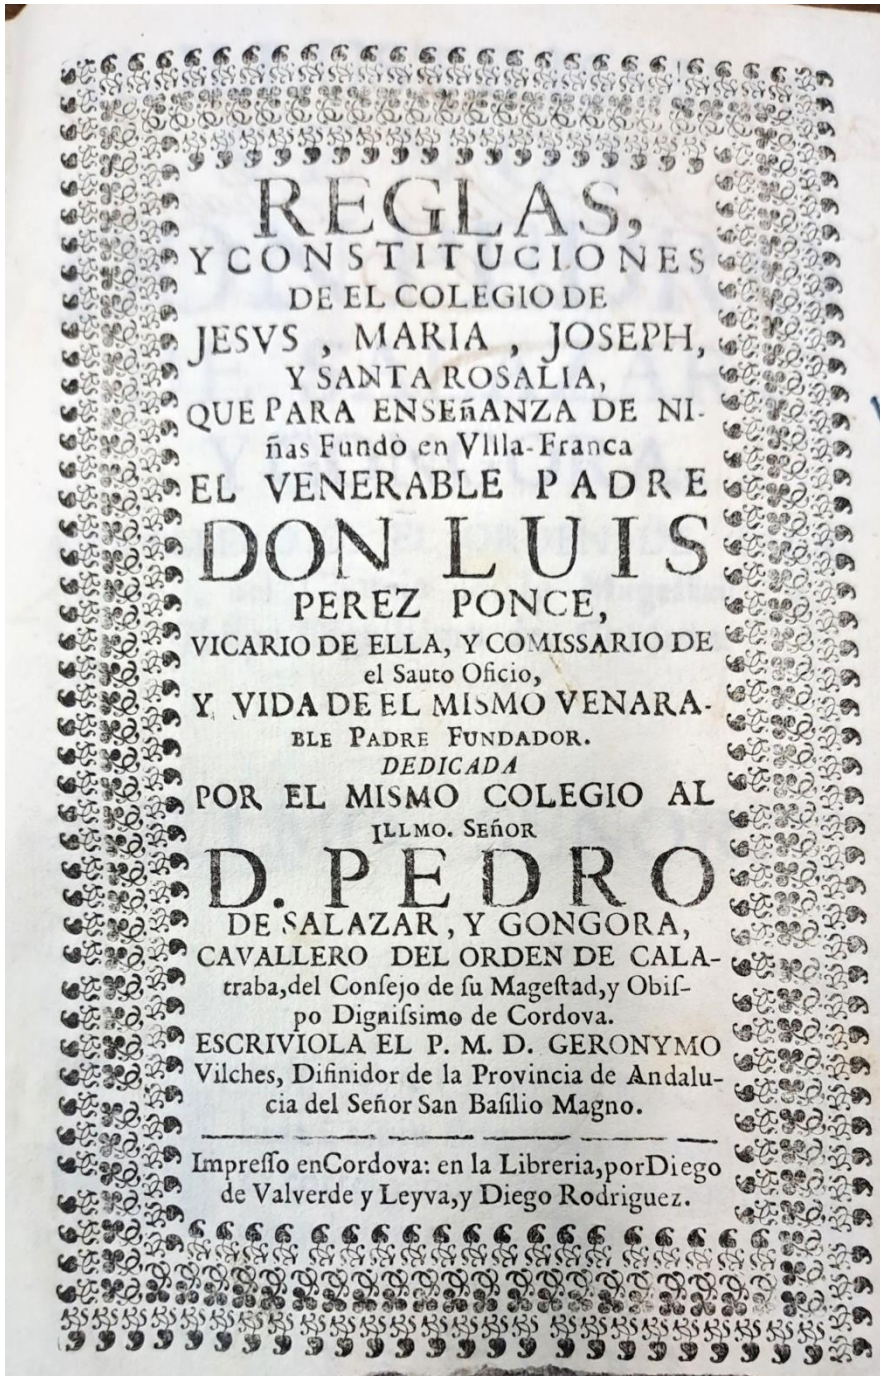 REGLAS,
Y CONSTITUCIONES
DE EL COLEGIO DE
JESVS , MARIA , JOSEPH,
Y SANTA ROSALIA,
QUE PARA ENSEñANZA DE NI-
ñas Fundò en VIlla-Franca
EL VENERABLE PADRE
DON LUIS
PEREZ PONCE,
VICARIO DE ELLA, Y COMISSARIO DE
el Sauto Oficio,
Y VIDA DE EL MISMO VENARA-
BLE PADRE FUNDADOR.
DEDICADA
POR EL MISMO COLEGIO AL
ILLMO. Señor
D. PEDRO
DE SALAZAR, Y GONGORA,
CAVALLERO DEL ORDEN DE CALA-
traba,del Conſejo de ſu Mageſtad,y Obiſ-
po Digniſsimo de Cordova.
ESCRIVIOLA EL P. M. D. GERONYMO
Vilches, Difinidor de la Provincia de Andalu-
cia del Señor San Baſilio Magno.
Impreſſo enCordova: en la Libreria,porDiego
de Valverde y Leyva,y Diego Rodriguez.